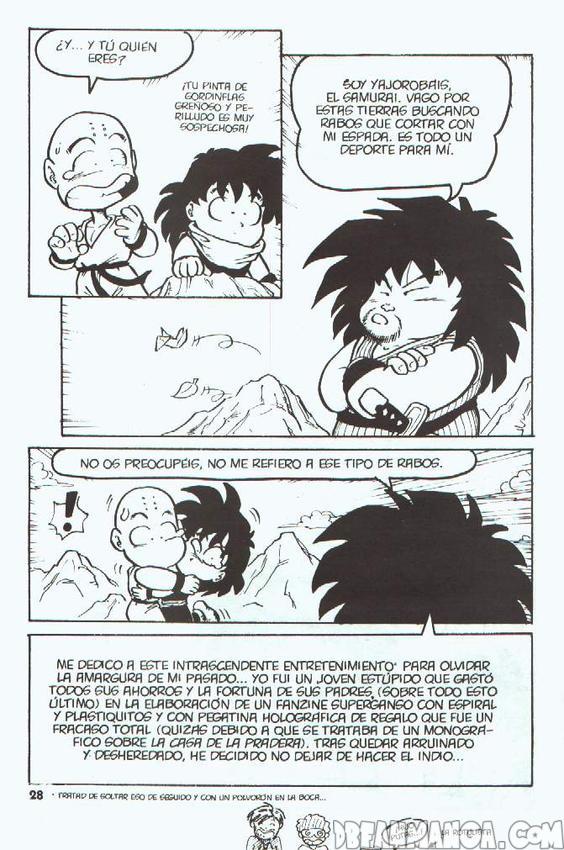 ¿Y... Y TÚ QUIÉN
ERES?
¡TU PINTA DE
GORDINFLAS
GREÑOSO Y PE-
RILLUDO ES MUY
SOSPECHOSA!
SOY YAJOROBAIS,
EL SAMURAI. VAGO POR
ESTAS TIERRAS BUSCANDO
RABOS QUE CORTAR CON
MI ESPADA. ES TODO UN
DEPORTE PARA MÍ.
NO OS PREOCUPÉIS, NO ME REFIERO A ESE TIPO DE RABOS.
!
ME DEDICO A ESTE INTRASCENDENTE ENTRETENIMIENTO* PARA OLVIDAR
LA AMARGURA DE MI PASADO... YO FUI UN JOVEN ESTÚPIDO QUE GASTÓ
TODOS SUS AHORROS Y LA FORTUNA DE SUS PADRES (SOBRE TODO ESTO
ÚLTIMO) EN LA ELABORACIÓN DE UN FANZINE SUPERGANSO CON ESPIRAL
Y PLASTIQUITOS Y CON PEGATINA HOLOGRÁFICA DE REGALO QUE FUE UN
FRACASO TOTAL (QUIZAS DEBIDO A QUE SE TRATABA DE UN MONOGRÁ-
FICO SOBRE LA CASA DE LA PRADERA). TRAS QUEDAR ARRUINADO
Y DESHEREDADO, HE DECIDIDO NO DEJAR DE HACER EL INDIO...
28
* TRATAD DE SOLTAR ESO DE SEGUIDO Y CON UN POLVORÓN EN LA BOCA...
LA
DBEALMANGA.COM